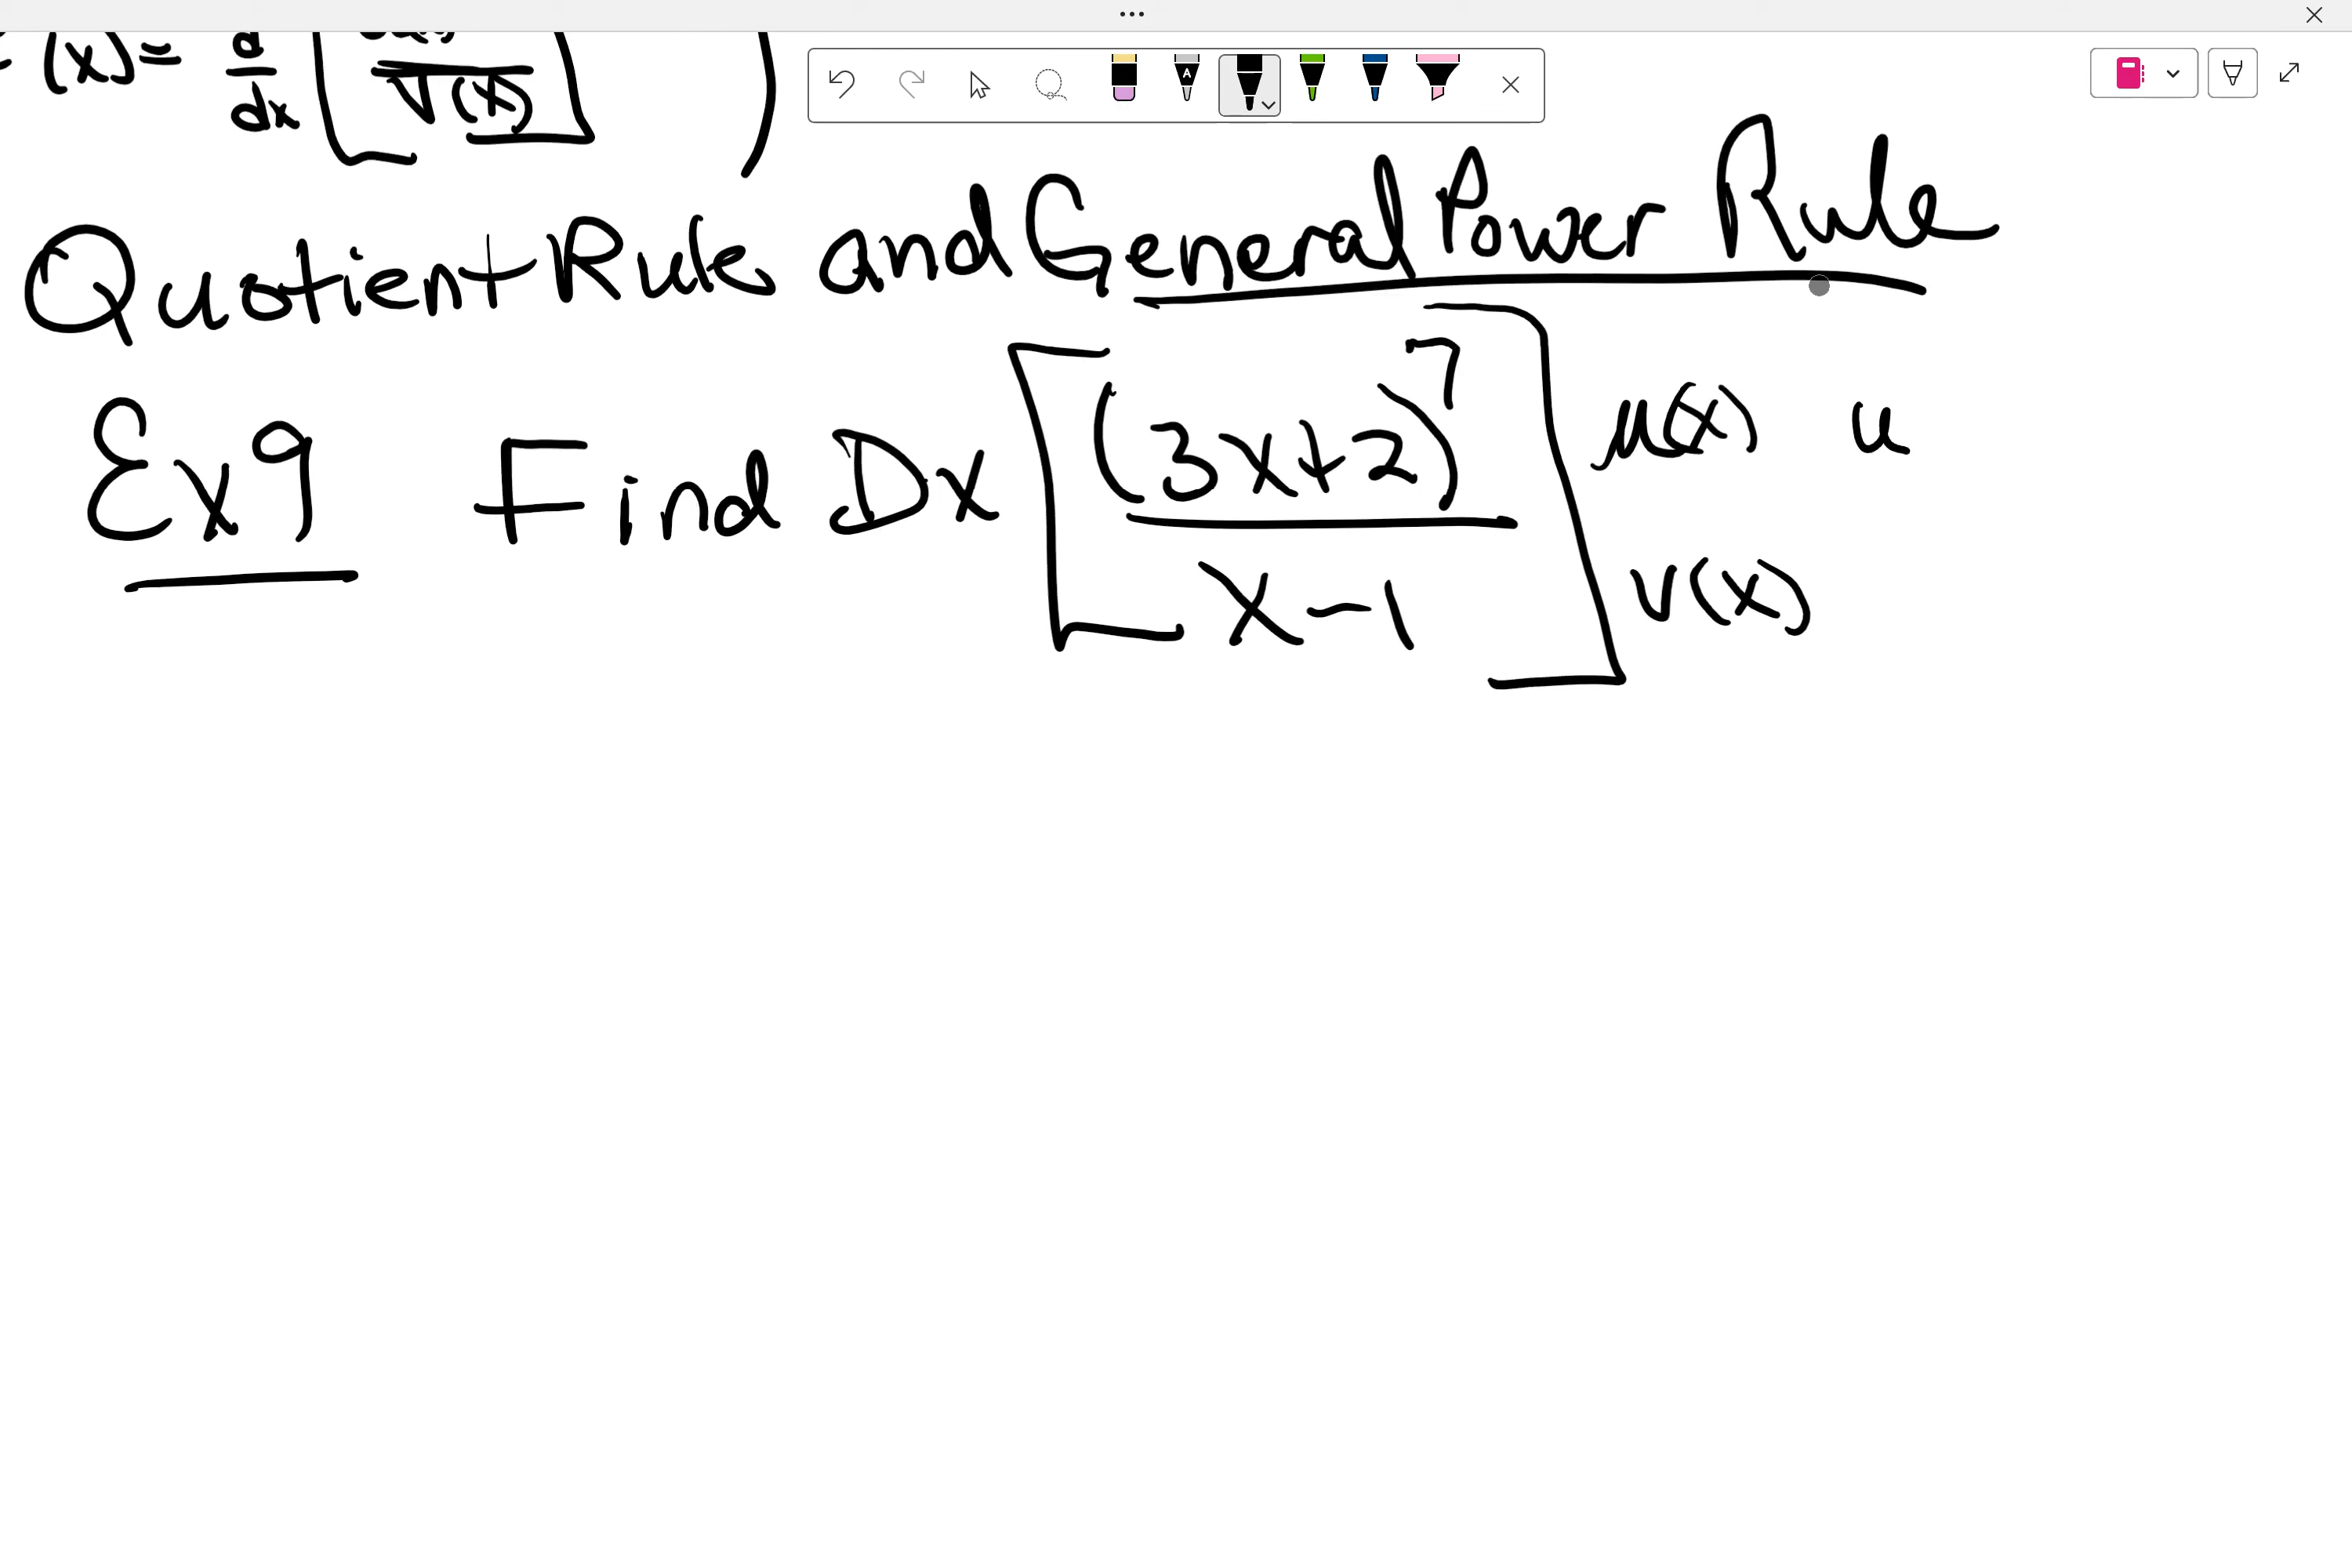 (x) = d/dx [ / v(x) ]
Quotient Rule and General Power Rule
Ex 9 Find Dx [ (3x+2)^7 / x-1 ] u(x) u
v(x)